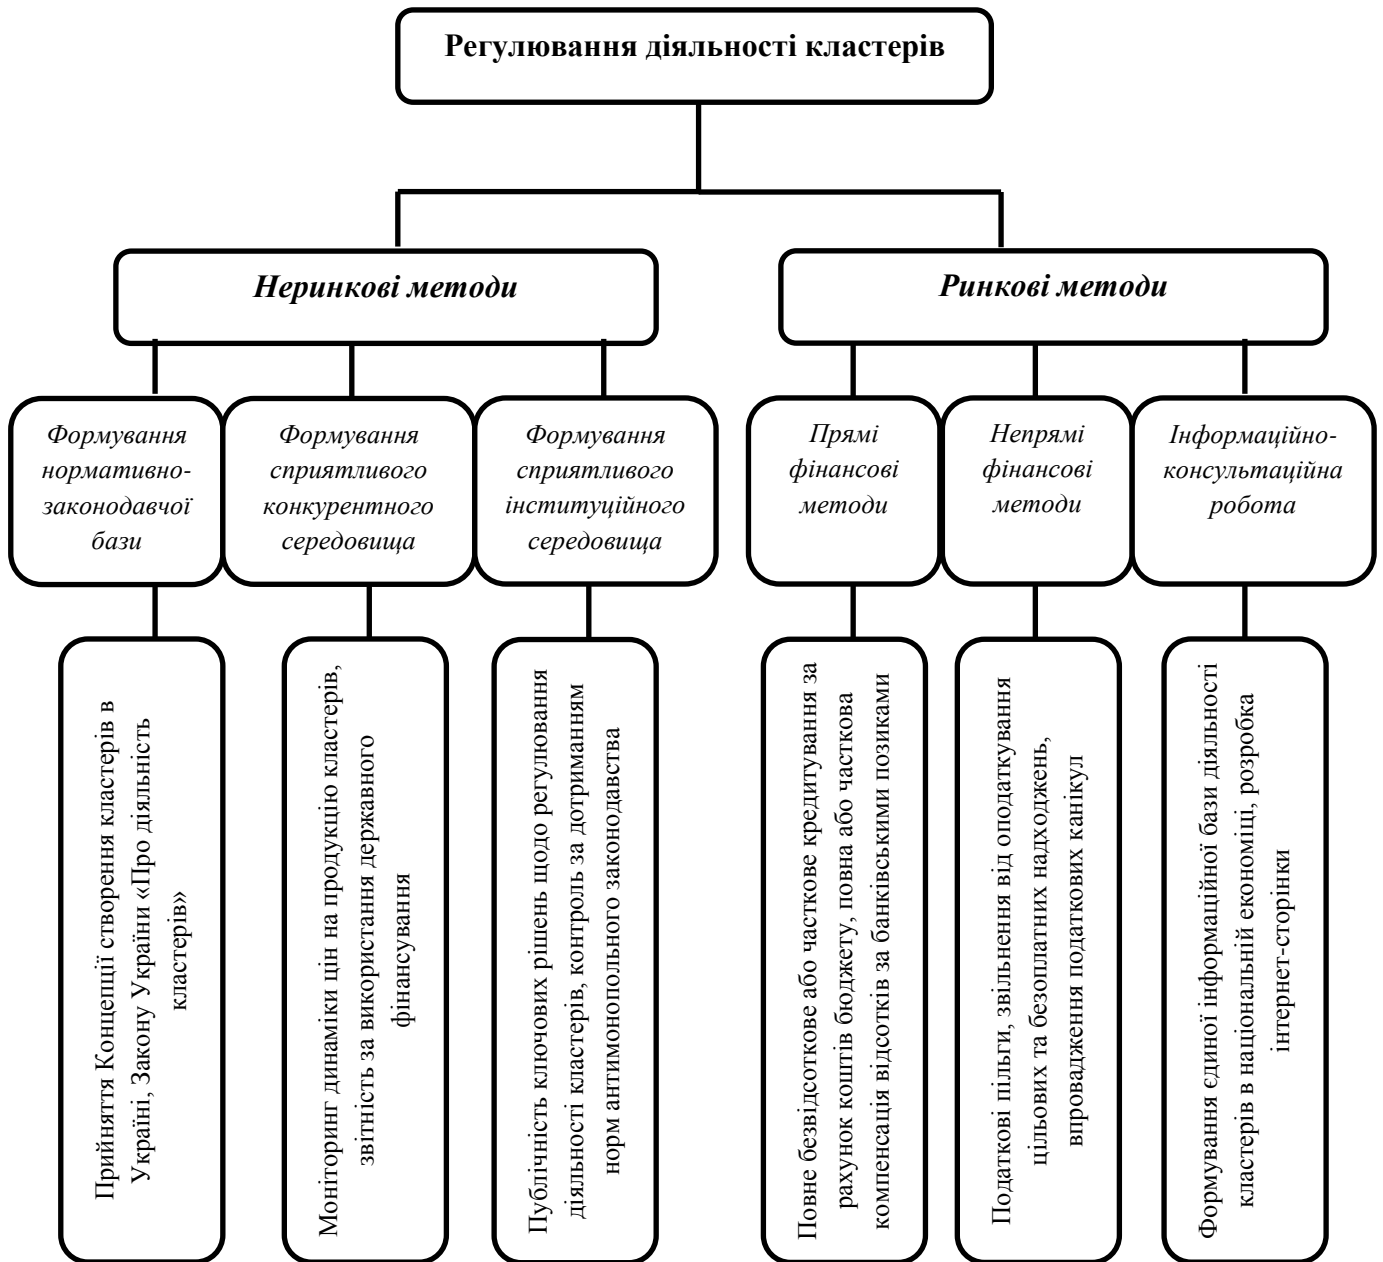 Регулювання діяльності кластерів
Неринкові методи
Ринкові методи
Формування
нормативно-
законодавчої
бази
Формування
сприятливого
конкурентного
середовища
Формування
сприятливого
інституційного
середовища
Прямі
фінансові
методи
Непрямі
фінансові
методи
Інформаційно-
консультаційна
робота
Прийняття Концепції створення кластерів в
Україні, Закону України «Про діяльність
кластерів»
Моніторинг динаміки цін на продукцію кластерів,
звітність за використання державного
фінансування
Публічність ключових рішень щодо регулювання
діяльності кластерів, контроль за дотриманням
норм антимонопольного законодавства
Повне безвідсоткове або часткове кредитування за
рахунок коштів бюджету, повна або часткова
компенсація відсотків за банківськими позиками
Податкові пільги, звільнення від оподаткування
цільових та безоплатних надходжень,
впровадження податкових канікул
Формування єдиної інформаційної бази діяльності
кластерів в національній економіці, розробка
інтернет-сторінки